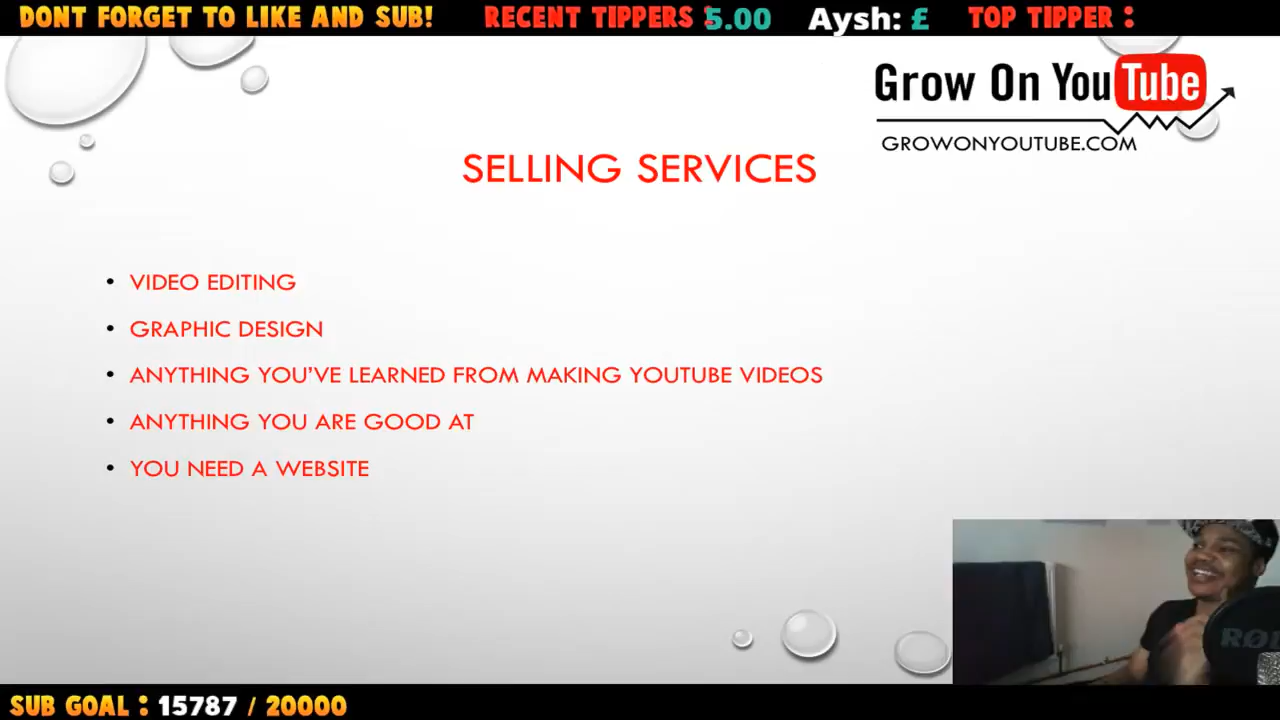 DONT FORGET TO LIKE AND SUB! RECENT TIPPERS : 5.00 Aysh: £ TOP TIPPER :
Grow On YouTube
GROWONYOUTUBE.COM
SELLING SERVICES
• VIDEO EDITING
• GRAPHIC DESIGN
• ANYTHING YOU'VE LEARNED FROM MAKING YOUTUBE VIDEOS
• ANYTHING YOU ARE GOOD AT
• YOU NEED A WEBSITE
SUB GOAL : 15787 / 20000